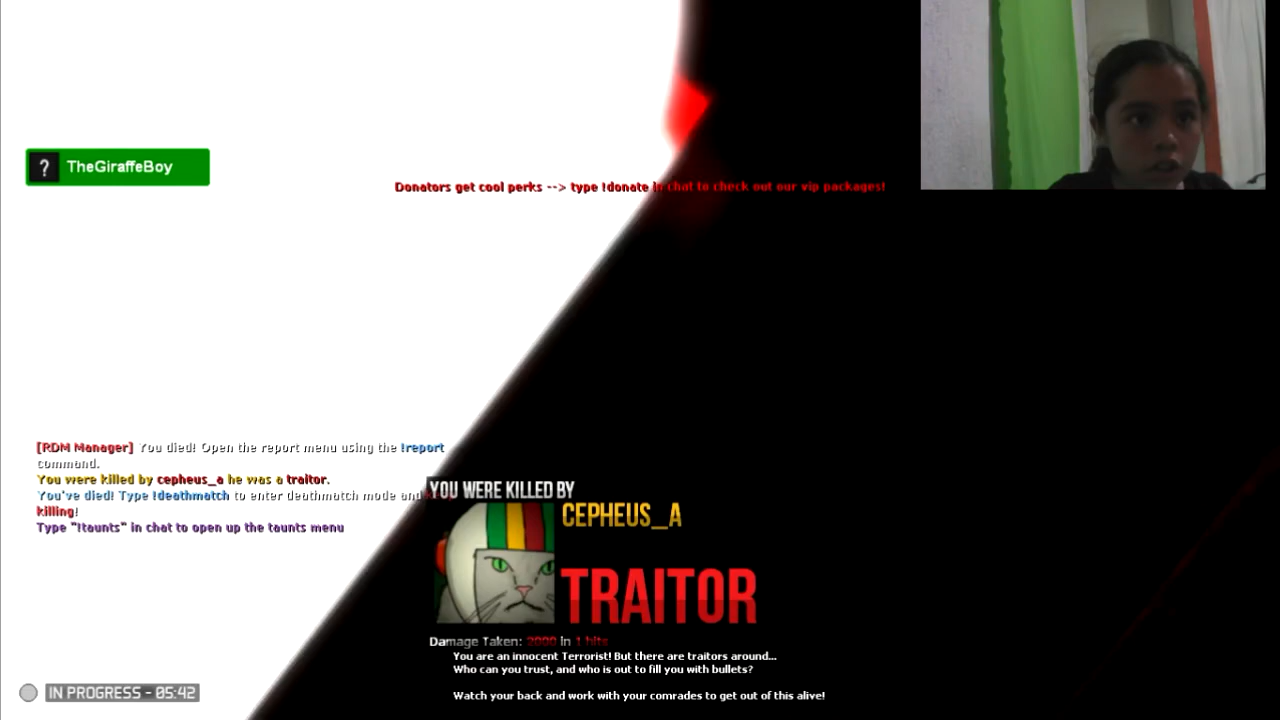 TheGiraffeBoy
Donators get cool perks --> type !donate in chat to check out our vip packages!
[RDM Manager] You died! Open the report menu using the !report
command.
You were killed by cepheus_a he was a traitor.
You've died! Type !deathmatch to enter deathmatch mode and
killing!
Type "!taunts" in chat to open up the taunts menu
YOU WERE KILLED BY
CEPHEUS_A
TRAITOR
Damage Taken: 2000 in 1 hits
You are an innocent Terrorist! But there are traitors around...
Who can you trust, and who is out to fill you with bullets?
Watch your back and work with your comrades to get out of this alive!
IN PROGRESS - 05:42